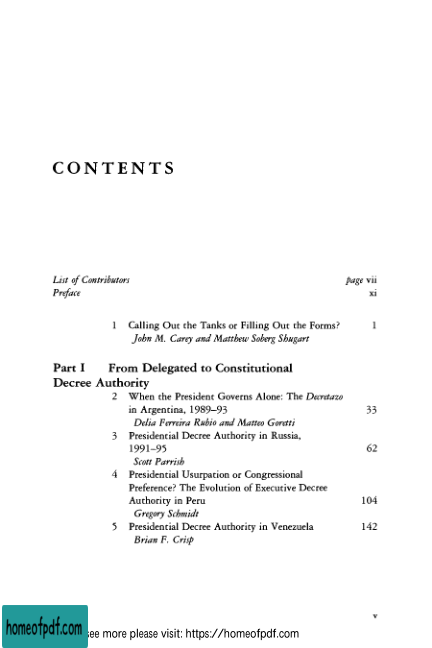 CONTENTS
List of Contributors page vii
Preface xi
1 Calling Out the Tanks or Filling Out the Forms? 1
John M. Carey and Matthew Soberg Shugart
Part I From Delegated to Constitutional
Decree Authority
2 When the President Governs Alone: The Decretazo
in Argentina, 1989–93 33
Delia Ferreira Rubio and Matteo Goretti
3 Presidential Decree Authority in Russia,
1991–95 62
Scott Parrish
4 Presidential Usurpation or Congressional
Preference? The Evolution of Executive Decree
Authority in Peru 104
Gregory Schmidt
5 Presidential Decree Authority in Venezuela 142
Brian F. Crisp
v
homeofpdf.com
see more please visit: https://homeofpdf.com